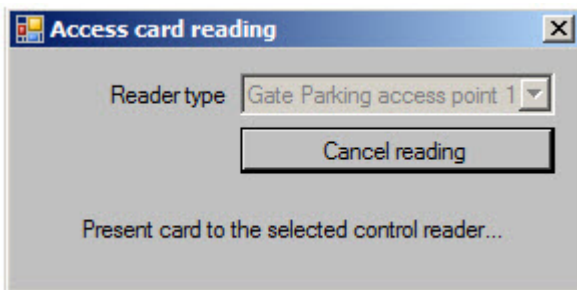 Access card reading
Reader type Gate Parking access point 1
Cancel reading
Present card to the selected control reader...